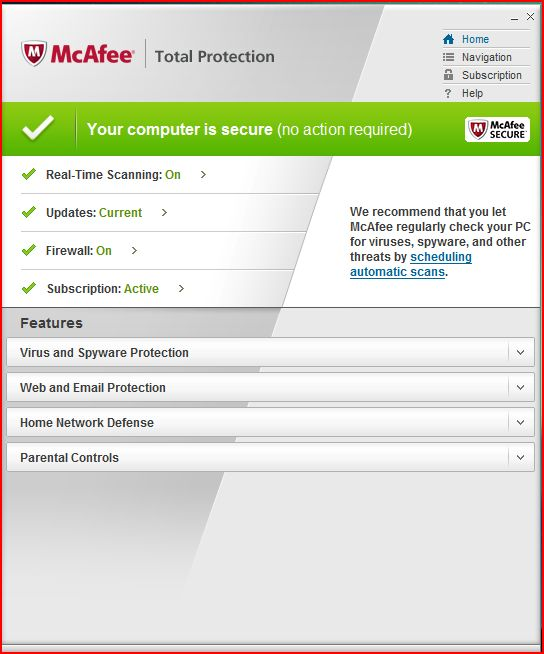 McAfee | Total Protection
Home
Navigation
Subscription
? Help
Your computer is secure (no action required)
McAfee
SECURE
Real-Time Scanning: On
Updates: Current
Firewall: On
Subscription: Active
We recommend that you let
McAfee regularly check your PC
for viruses, spyware, and other
threats by scheduling
automatic scans.
Features
Virus and Spyware Protection
Web and Email Protection
Home Network Defense
Parental Controls